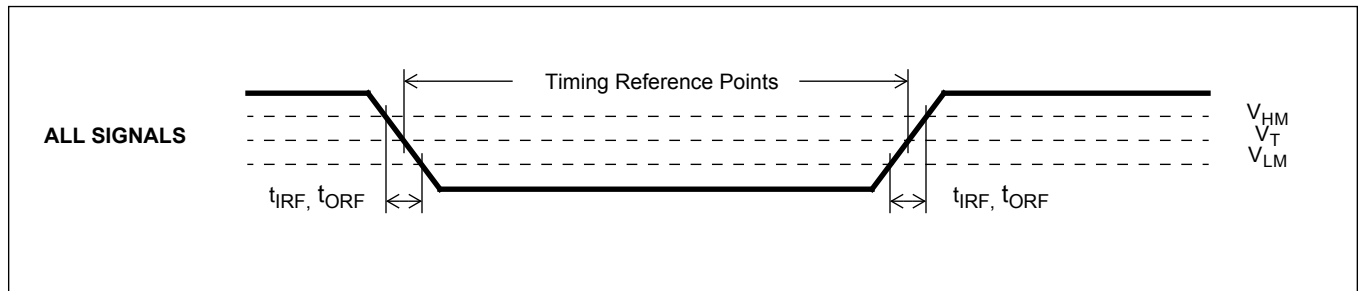 Timing Reference Points
ALL SIGNALS
V_HM
V_T
V_LM
t_IRF, t_ORF
t_IRF, t_ORF